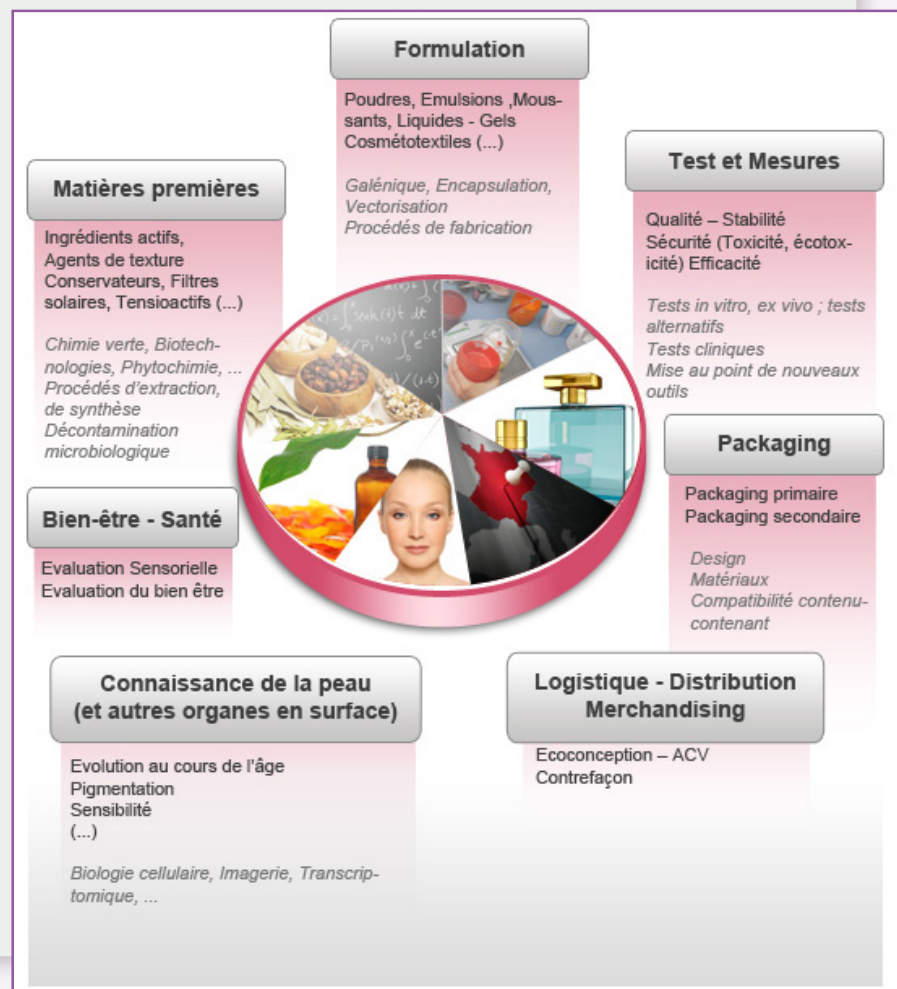 Formulation
Poudres, Emulsions ,Mous-
sants, Liquides - Gels
Cosmétotextiles (...)
Galénique, Encapsulation,
Vectorisation
Procédés de fabrication
Test et Mesures
Qualité – Stabilité
Sécurité (Toxicité, écotox-
icité) Efficacité
Tests in vitro, ex vivo ; tests
alternatifs
Tests cliniques
Mise au point de nouveaux
outils
Matières premières
Ingrédients actifs,
Agents de texture
Conservateurs, Filtres
solaires, Tensioactifs (...)
Chimie verte, Biotech-
nologies, Phytochimie, ...
Procédés d'extraction,
de synthèse
Décontamination
microbiologique
Packaging
Packaging primaire
Packaging secondaire
Design
Matériaux
Compatibilité contenu-
contenant
Bien-être - Santé
Evaluation Sensorielle
Evaluation du bien être
Connaissance de la peau
(et autres organes en surface)
Evolution au cours de l'âge
Pigmentation
Sensibilité
(...)
Biologie cellulaire, Imagerie, Transcrip-
tomique, ...
Logistique - Distribution
Merchandising
Ecoconception – ACV
Contrefaçon